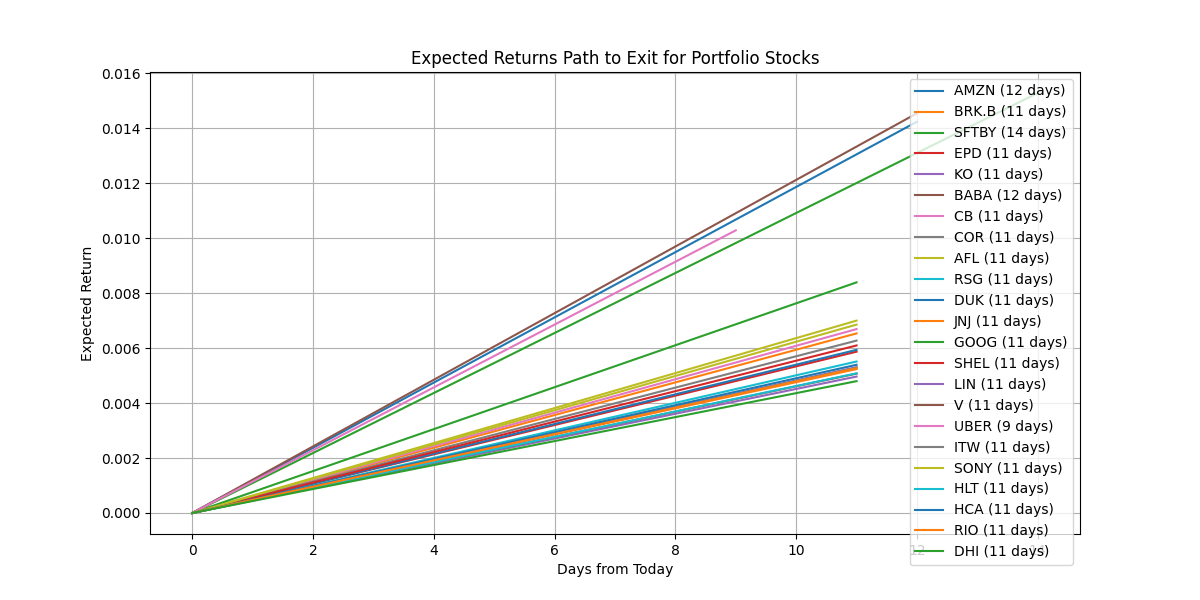 Expected Returns Path to Exit for Portfolio Stocks
Expected Return
0.016
0.014
0.012
0.010
0.008
0.006
0.004
0.002
0.000
0 2 4 6 8 10 12
Days from Today
AMZN (12 days)
BRK.B (11 days)
SFTBY (14 days)
EPD (11 days)
KO (11 days)
BABA (12 days)
CB (11 days)
COR (11 days)
AFL (11 days)
RSG (11 days)
DUK (11 days)
JNJ (11 days)
GOOG (11 days)
SHEL (11 days)
LIN (11 days)
V (11 days)
UBER (9 days)
ITW (11 days)
SONY (11 days)
HLT (11 days)
HCA (11 days)
RIO (11 days)
DHI (11 days)